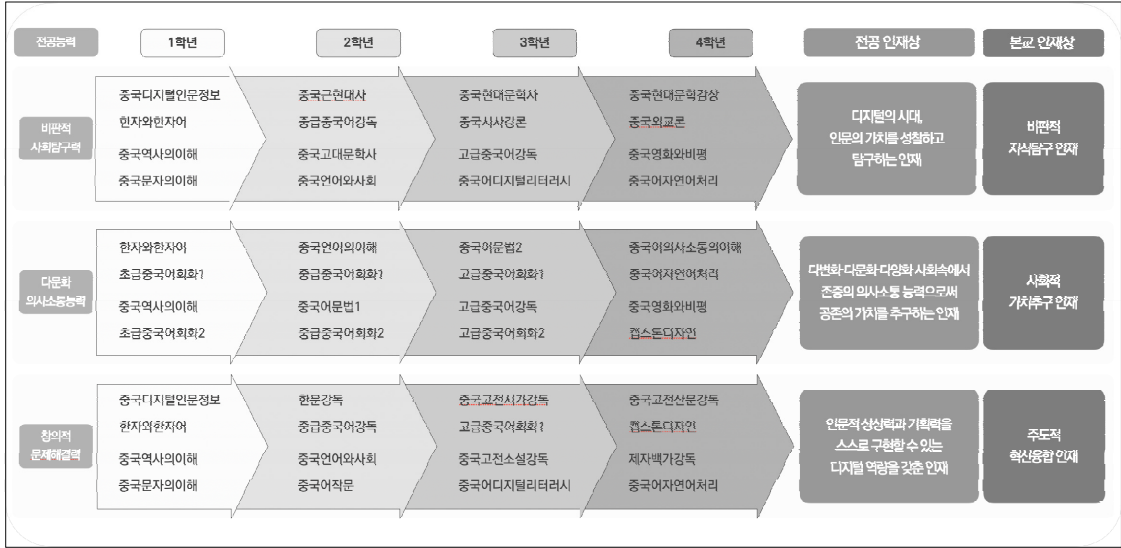 전공능력
1학년
2학년
3학년
4학년
전공 인재상
본교 인재상
비판적
사회탐구력
중국디지털인문정보
한자와한자어
중국역사의이해
중국문자의이해
중국근현대사
중급중국어강독
중국고대문학사
중국언어와사회
중국현대문학사
중국시사강론
고급중국어강독
중국어디지털리터러시
중국현대문학감상
중국외교론
중국영화와비평
중국어자연어처리
디지털의 시대,
인문의 가치를 성찰하고
탐구하는 인재
비판적
지식탐구 인재
다문화
의사소통능력
한자와한자어
초급중국어회화1
중국역사의이해
초급중국어회화2
중국언어의이해
중급중국어회화1
중국어문법1
중급중국어회화2
중국어문법2
고급중국어회화1
고급중국어강독
고급중국어회화2
중국어의사소통의이해
중국어자연어처리
중국영화와비평
캡스톤디자인
다변화·다문화·다양화 사회속에서
존중의 의사소통 능력으로써
공존의 가치를 추구하는 인재
사회적
가치추구 인재
창의적
문제해결력
중국디지털인문정보
한자와한자어
중국역사의이해
중국문자의이해
한문강독
중급중국어강독
중국언어와사회
중국어작문
중국고전시가강독
고급중국어회화1
중국고전소설강독
중국어디지털리터러시
중국고전산문강독
캡스톤디자인
제자백가강독
중국어자연어처리
인문적 상상력과 기획력을
스스로 구현할 수 있는
디지털 역량을 갖춘 인재
주도적
혁신융합 인재